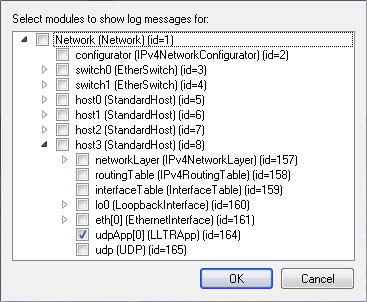 Select modules to show log messages for:
Network (Network) (id=1)
configurator (IPv4NetworkConfigurator) (id=2)
switch0 (EtherSwitch) (id=3)
switch1 (EtherSwitch) (id=4)
host0 (StandardHost) (id=5)
host1 (StandardHost) (id=6)
host2 (StandardHost) (id=7)
host3 (StandardHost) (id=8)
networkLayer (IPv4NetworkLayer) (id=157)
routingTable (IPv4RoutingTable) (id=158)
interfaceTable (InterfaceTable) (id=159)
lo0 (LoopbackInterface) (id=160)
eth[0] (EthernetInterface) (id=161)
udpApp[0] (LLTRApp) (id=164)
udp (UDP) (id=165)
OK Cancel